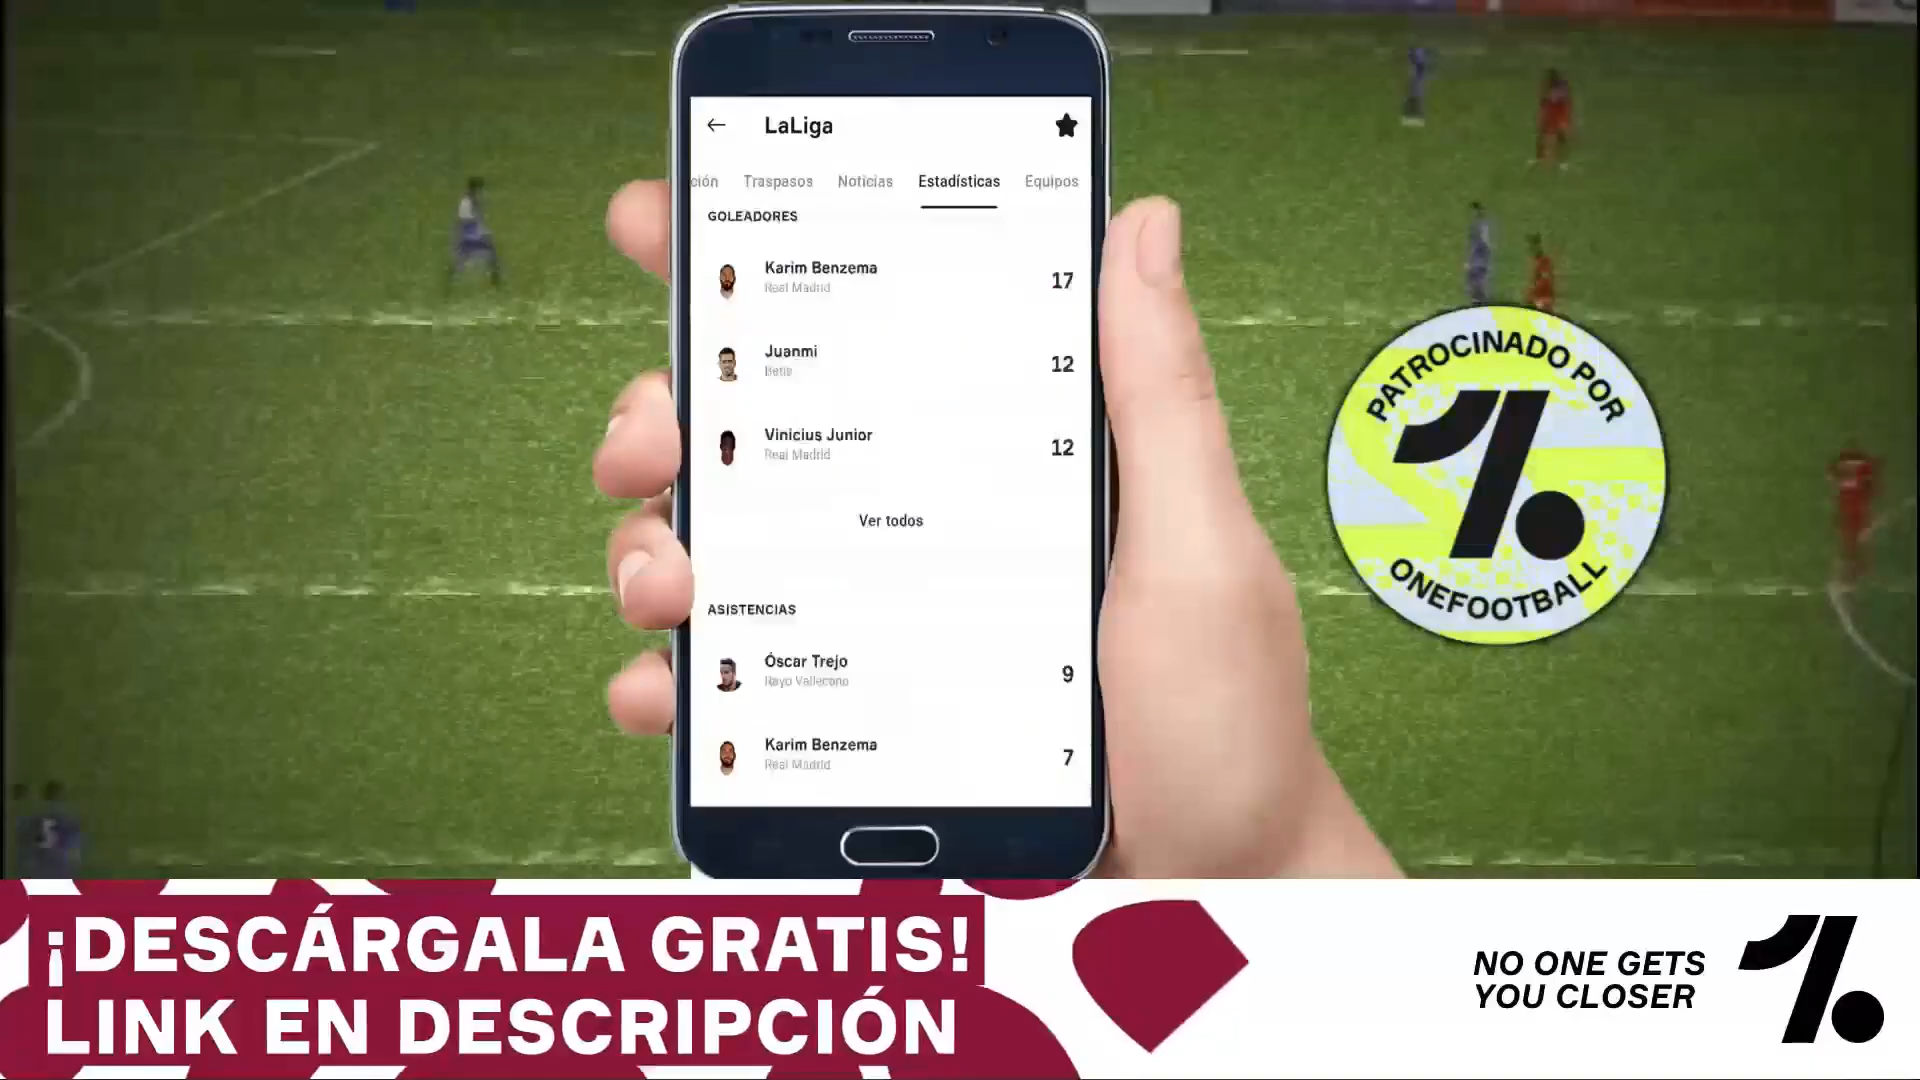 LaLiga
ción Traspasos Noticias Estadísticas Equipos
GOLEADORES
Karim Benzema
Real Madrid
17
Juanmi
Betis
12
Vinicius Junior
Real Madrid
12
Ver todos
ASISTENCIAS
Óscar Trejo
Rayo Vallecano
9
Karim Benzema
Real Madrid
7
PATROCINADO POR
ONEFOOTBALL
5
¡DESCÁRGALA GRATIS!
LINK EN DESCRIPCIÓN
NO ONE GETS
YOU CLOSER